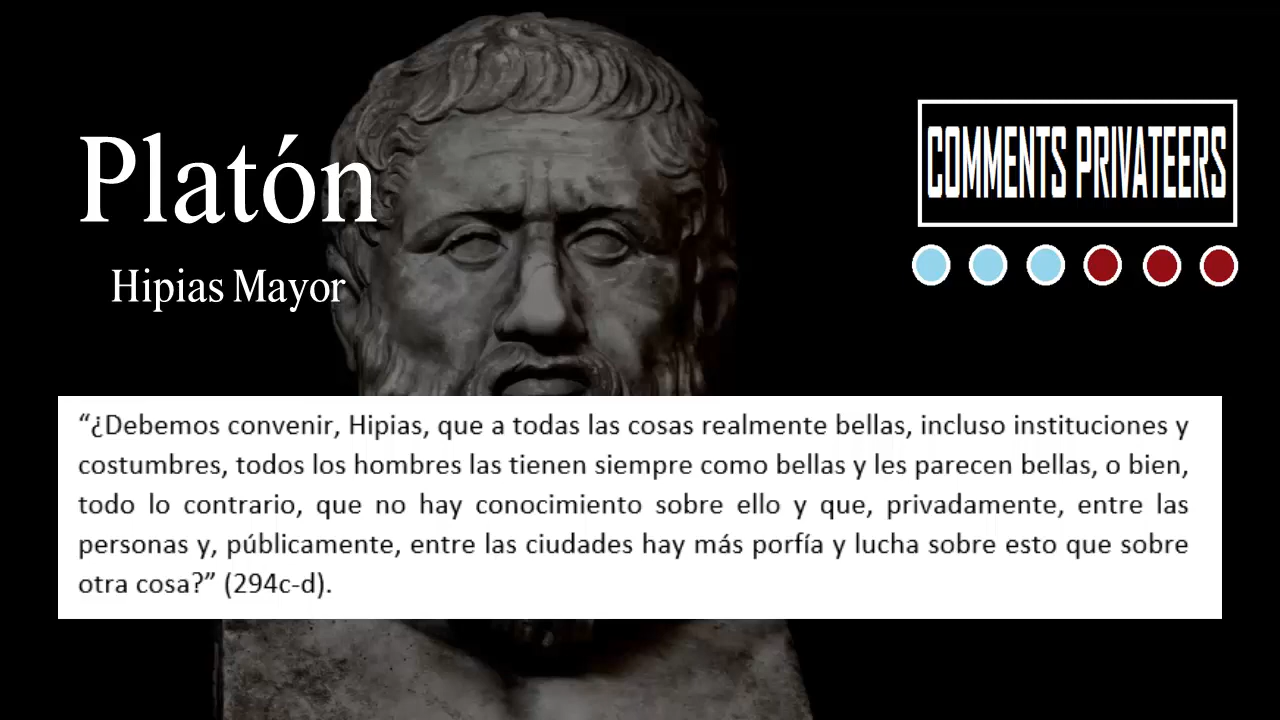 Platón
Hipias Mayor
COMMENTS PRIVATEERS
“¿Debemos convenir, Hipias, que a todas las cosas realmente bellas, incluso instituciones y
costumbres, todos los hombres las tienen siempre como bellas y les parecen bellas, o bien,
todo lo contrario, que no hay conocimiento sobre ello y que, privadamente, entre las
personas y, públicamente, entre las ciudades hay más porfía y lucha sobre esto que sobre
otra cosa?” (294c-d).